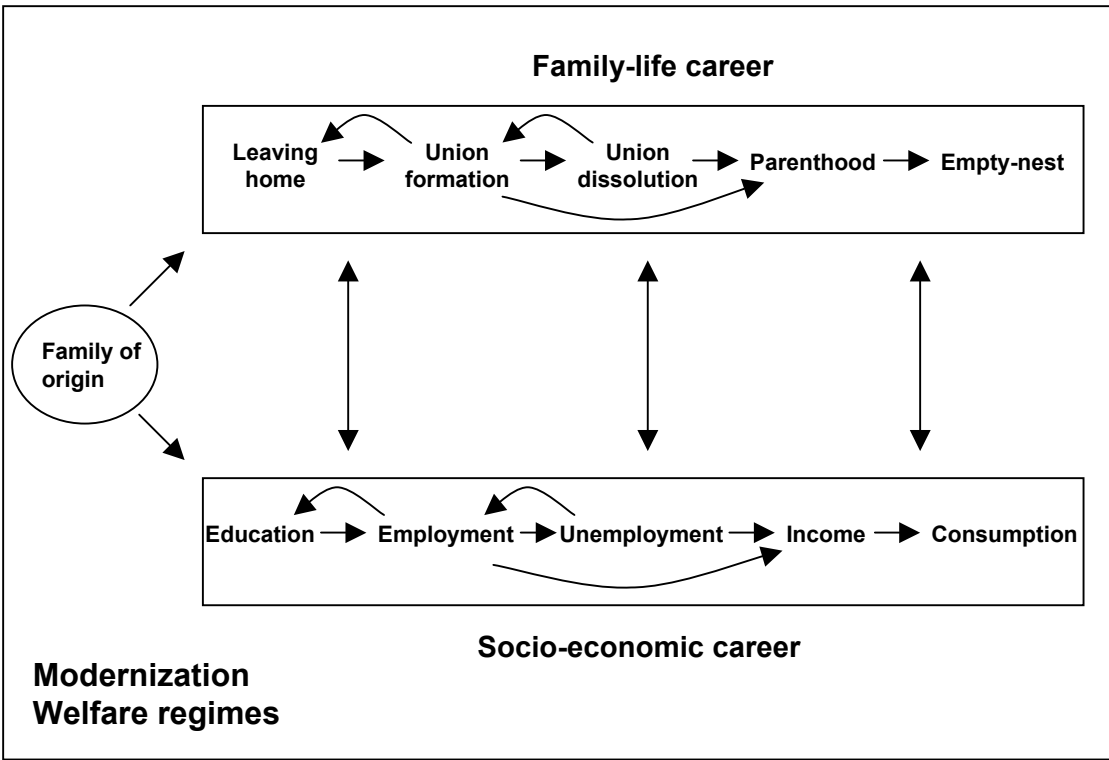 Family-life career
Leaving
home
Union
formation
Union
dissolution
Parenthood
Empty-nest
Family of
origin
Education
Employment
Unemployment
Income
Consumption
Socio-economic career
Modernization
Welfare regimes